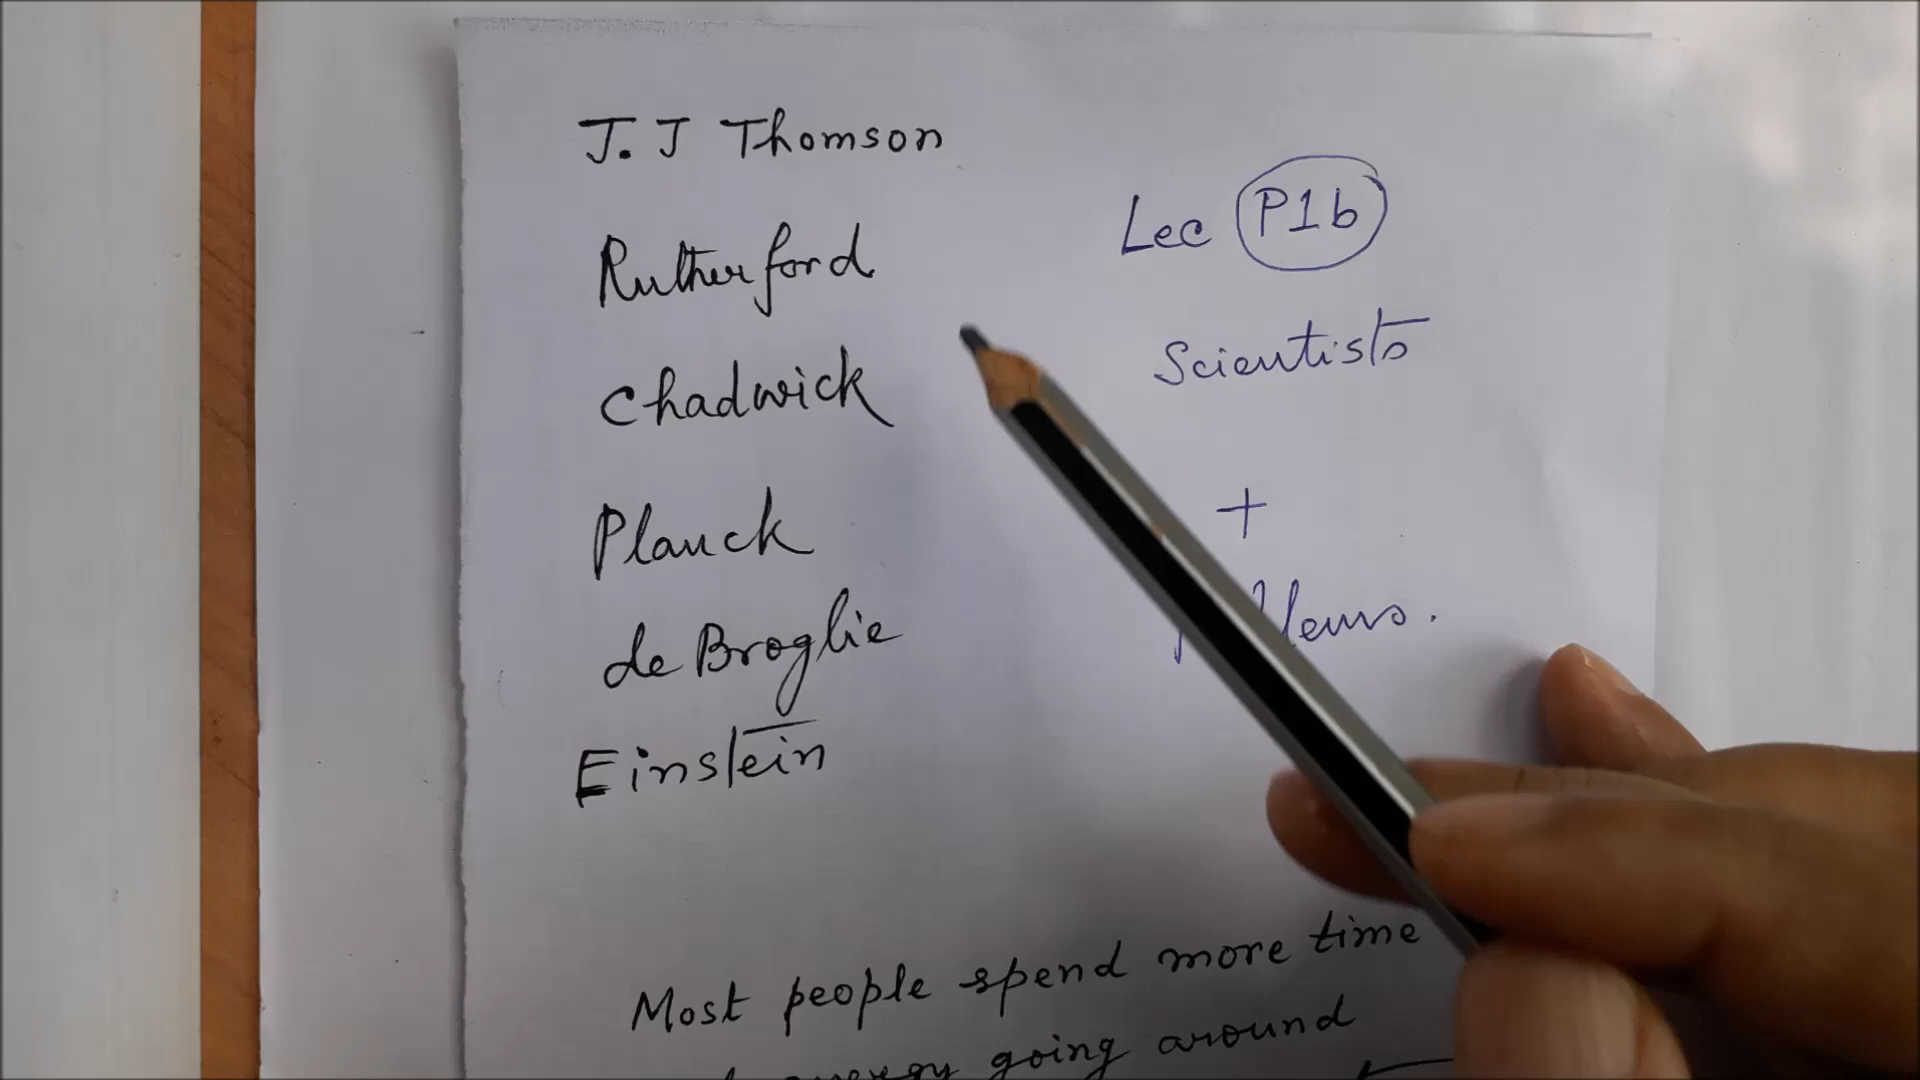 J. J Thomson
Rutherford
Chadwick
Planck
de Broglie
Einstein
Lec P1b
Scientists
+
Most people spend more time
going around